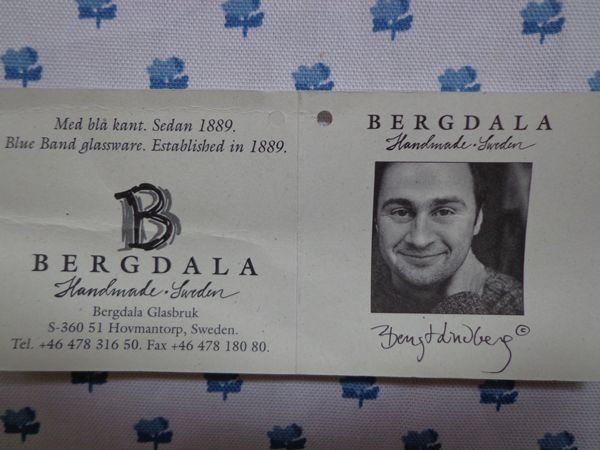 Med blå kant. Sedan 1889.
Blue Band glassware. Established in 1889.
B
BERGDALA
Handmade · Sweden
Bergdala Glasbruk
S-360 51 Hovmantorp, Sweden.
Tel. +46 478 316 50. Fax +46 478 180 80.
BERGDALA
Handmade · Sweden
Bengt Lindberg ©